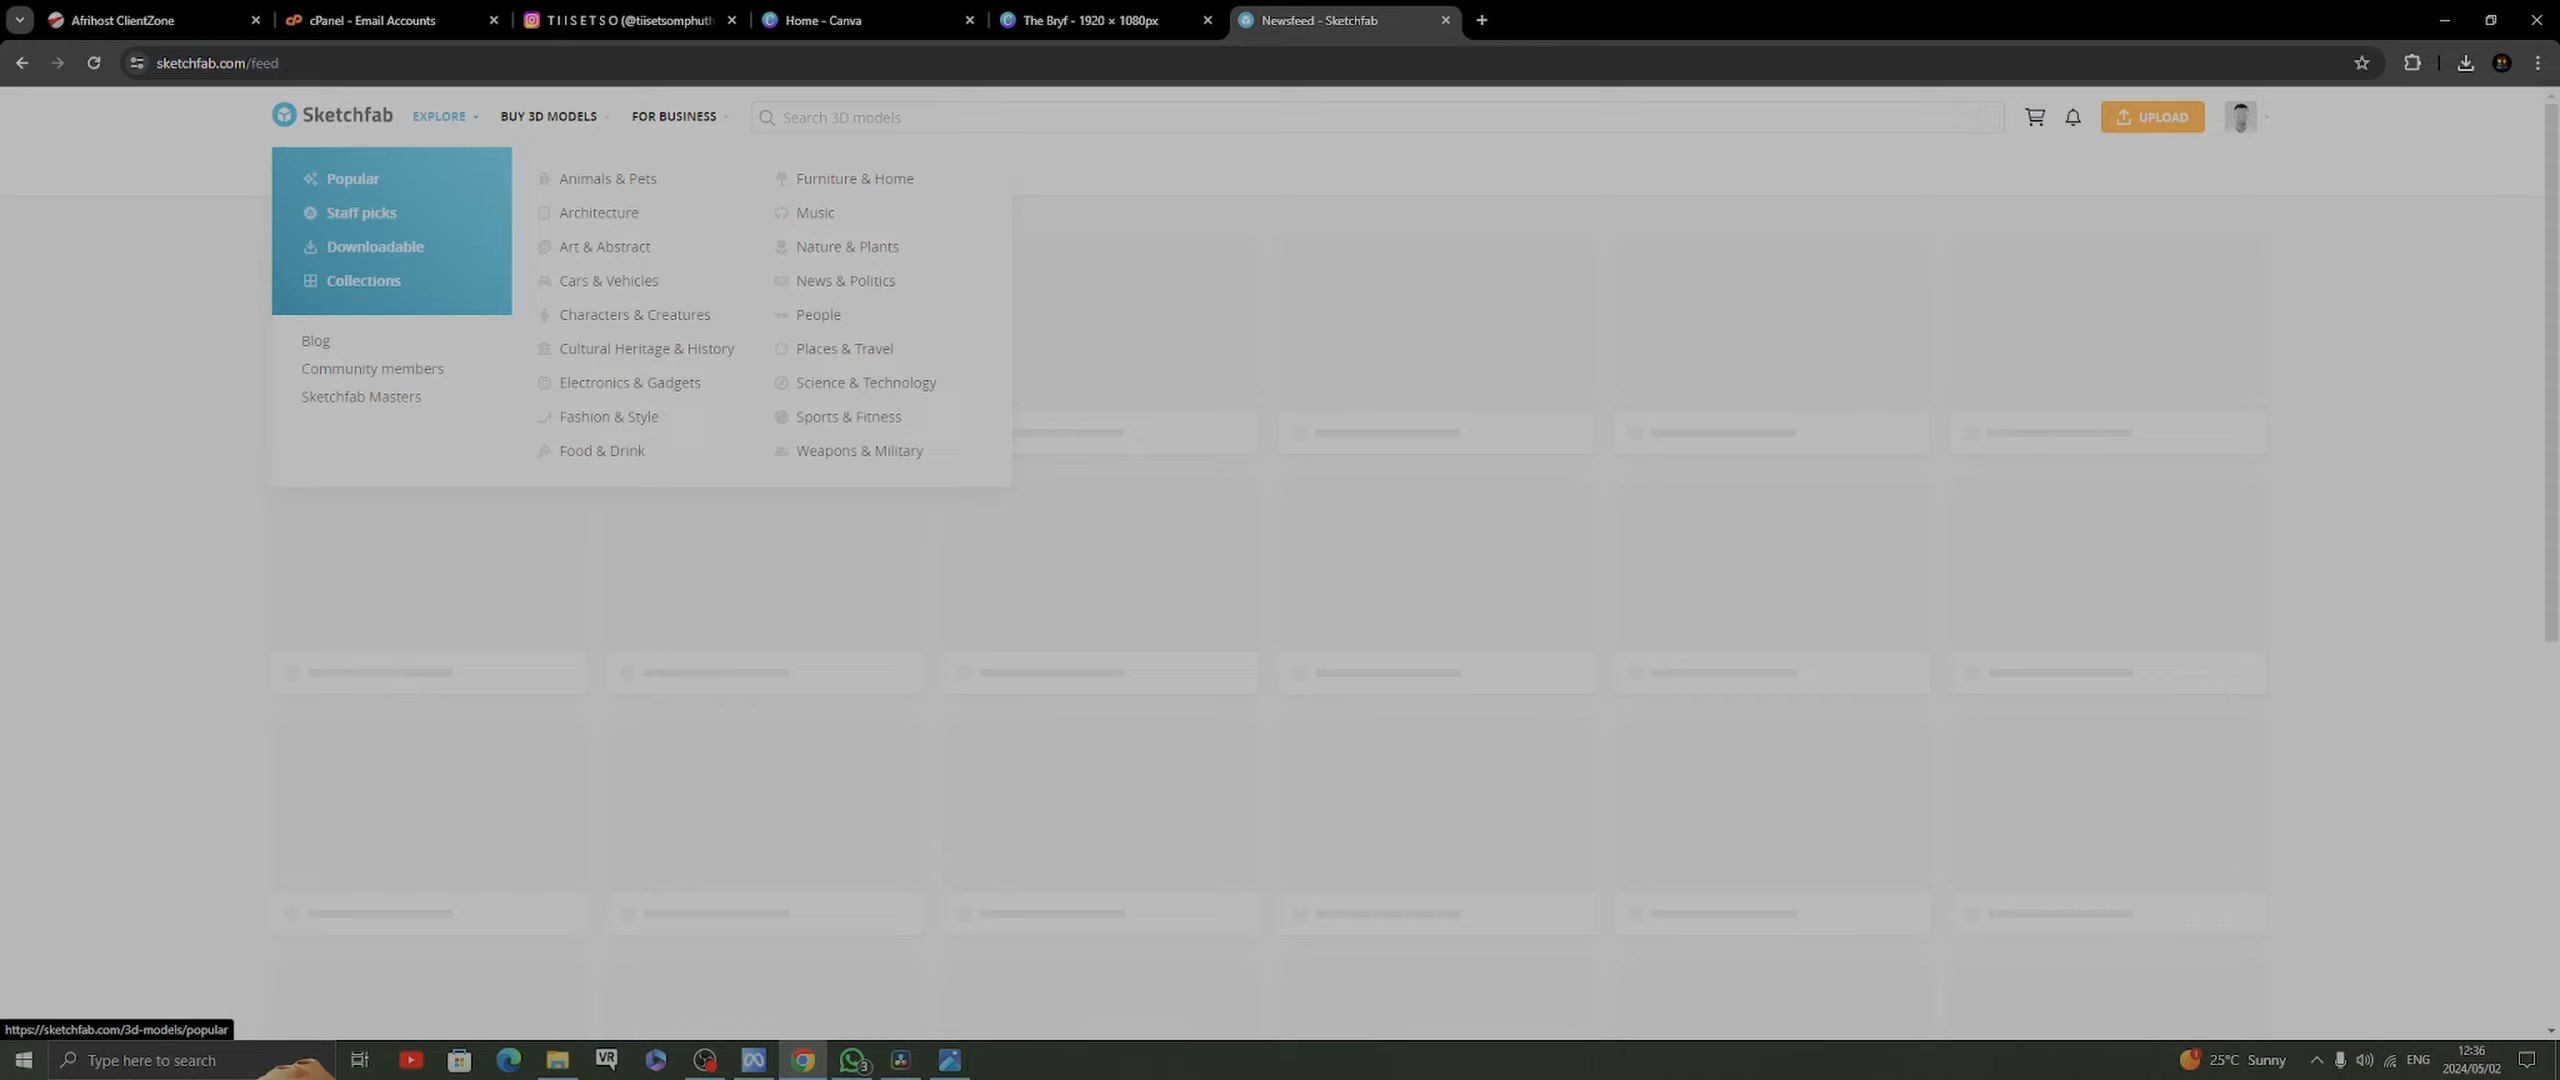 Afrihost ClientZone
cPanel - Email Accounts
T I I S E T S O (@tiisetsomphuth
Home - Canva
The Bryf - 1920 × 1080px
Newsfeed - Sketchfab
sketchfab.com/feed
Sketchfab
EXPLORE
BUY 3D MODELS
FOR BUSINESS
Search 3D models
UPLOAD
Popular
Staff picks
Downloadable
Collections
Blog
Community members
Sketchfab Masters
Animals & Pets
Architecture
Art & Abstract
Cars & Vehicles
Characters & Creatures
Cultural Heritage & History
Electronics & Gadgets
Fashion & Style
Food & Drink
Furniture & Home
Music
Nature & Plants
News & Politics
People
Places & Travel
Science & Technology
Sports & Fitness
Weapons & Military
https://sketchfab.com/3d-models/popular
Type here to search
VR
3
1
25°C Sunny
ENG
12:36
2024/05/02